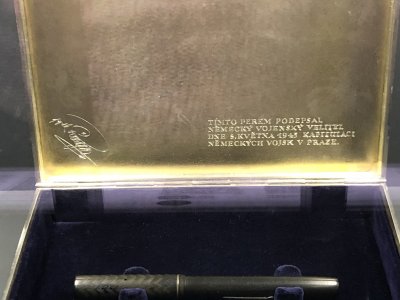 TÍMTO PEREM PODEPSAL
NĚMECKÝ VOJENSKÝ VELITEL
DNE 8. KVĚTNA 1945 KAPITULACI
NĚMECKÝCH VOJSK V PRAZE.